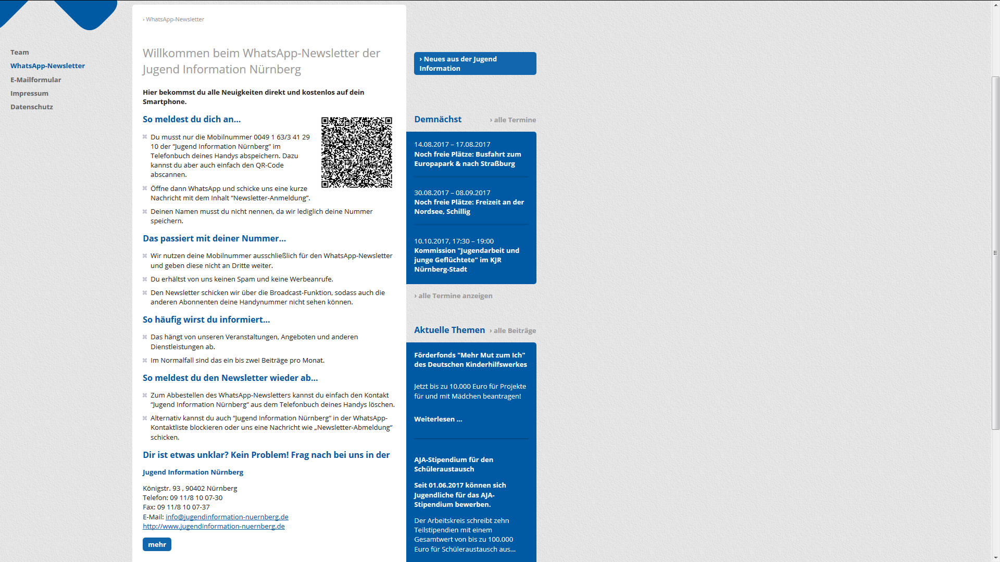 › WhatsApp-Newsletter
Team
WhatsApp-Newsletter
E-Mailformular
Impressum
Datenschutz
Willkommen beim WhatsApp-Newsletter der
Jugend Information Nürnberg
Hier bekommst du alle Neuigkeiten direkt und kostenlos auf dein
Smartphone.
So meldest du dich an...
Du musst nur die Mobilnummer 0049 1 63/3 41 29
10 der “Jugend Information Nürnberg“ im
Telefonbuch deines Handys abspeichern. Dazu
kannst du aber auch einfach den QR-Code
abscannen.
Öffne dann WhatsApp und schicke uns eine kurze
Nachricht mit dem Inhalt “Newsletter-Anmeldung”.
Deinen Namen musst du nicht nennen, da wir lediglich deine Nummer
speichern.
Das passiert mit deiner Nummer...
Wir nutzen deine Mobilnummer ausschließlich für den WhatsApp-Newsletter
und geben diese nicht an Dritte weiter.
Du erhältst von uns keinen Spam und keine Werbeanrufe.
Den Newsletter schicken wir über die Broadcast-Funktion, sodass auch die
anderen Abonnenten deine Handynummer nicht sehen können.
So häufig wirst du informiert...
Das hängt von unseren Veranstaltungen, Angeboten und anderen
Dienstleistungen ab.
Im Normalfall sind das ein bis zwei Beiträge pro Monat.
So meldest du den Newsletter wieder ab...
Zum Abbestellen des WhatsApp-Newsletters kannst du einfach den Kontakt
“Jugend Information Nürnberg“ aus dem Telefonbuch deines Handys löschen.
Alternativ kannst du auch “Jugend Information Nürnberg“ in der WhatsApp-
Kontaktliste blockieren oder uns eine Nachricht wie „Newsletter-Abmeldung“
schicken.
Dir ist etwas unklar? Kein Problem! Frag nach bei uns in der
Jugend Information Nürnberg
Königstr. 93 , 90402 Nürnberg
Telefon: 09 11/8 10 07-30
Fax: 09 11/8 10 07-37
E-Mail: info@jugendinformation-nuernberg.de
http://www.jugendinformation-nuernberg.de
mehr
› Neues aus der Jugend
Information
Demnächst › alle Termine
14.08.2017 – 17.08.2017
Noch freie Plätze: Busfahrt zum
Europapark & nach Straßburg
30.08.2017 – 08.09.2017
Noch freie Plätze: Freizeit an der
Nordsee, Schillig
10.10.2017, 17:30 – 19:00
Kommission "Jugendarbeit und
junge Geflüchtete" im KJR
Nürnberg-Stadt
› alle Termine anzeigen
Aktuelle Themen › alle Beiträge
Förderfonds "Mehr Mut zum Ich"
des Deutschen Kinderhilfswerkes
Jetzt bis zu 10.000 Euro für Projekte
für und mit Mädchen beantragen!
Weiterlesen ...
AJA-Stipendium für den
Schüleraustausch
Seit 01.06.2017 können sich
Jugendliche für das AJA-
Stipendium bewerben.
Der Arbeitskreis schreibt zehn
Teilstipendien mit einem
Gesamtwert von bis zu 100.000
Euro für Schüleraustausch aus...